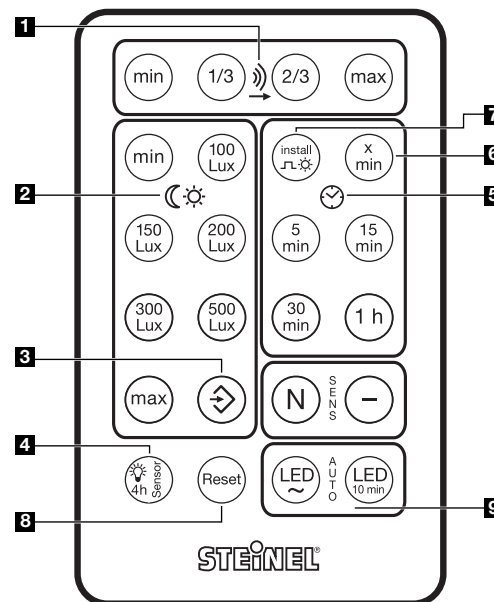 1
min 1/3 2/3 max
7
min 100 Lux
install x min
6
2
5
150 Lux 200 Lux
5 min 15 min
300 Lux 500 Lux
30 min 1 h
3
max
N SENS –
4
4h Sensor
Reset
LED ~ AUTO LED 10 min
8
9
STEINEL®